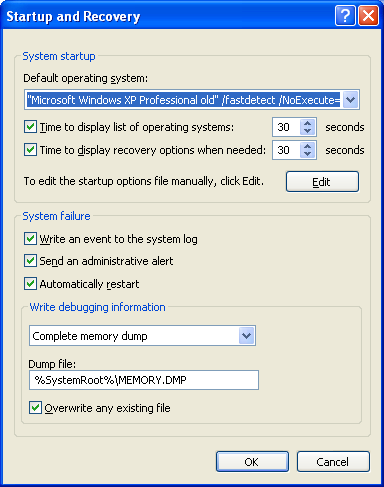 Startup and Recovery
System startup
Default operating system:
"Microsoft Windows XP Professional old" /fastdetect /NoExecute=
Time to display list of operating systems: 30 seconds
Time to display recovery options when needed: 30 seconds
To edit the startup options file manually, click Edit. Edit
System failure
Write an event to the system log
Send an administrative alert
Automatically restart
Write debugging information
Complete memory dump
Dump file:
%SystemRoot%\MEMORY.DMP
Overwrite any existing file
OK Cancel